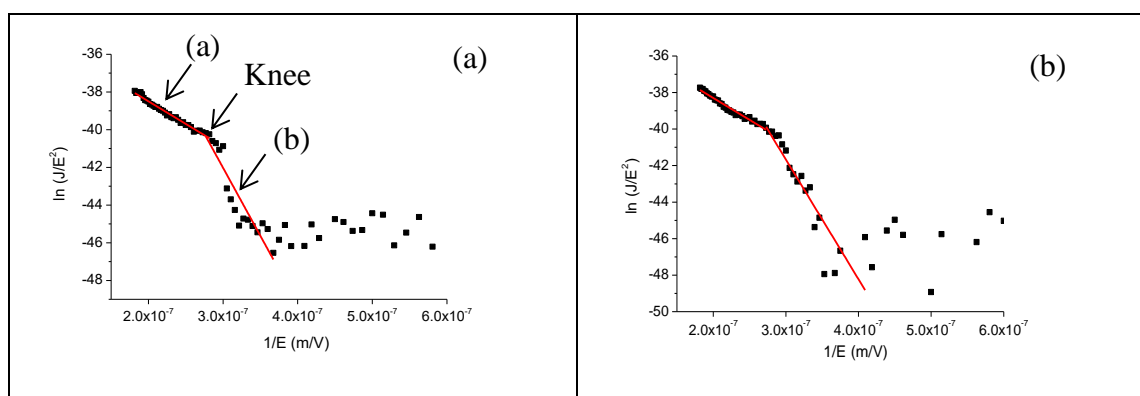 (a)
Knee
(b)
(a)
-36
-38
-40
-42
-44
-46
-48
ln (J/E²)
2.0x10⁻⁷ 3.0x10⁻⁷ 4.0x10⁻⁷ 5.0x10⁻⁷ 6.0x10⁻⁷
1/E (m/V)
(b)
-36
-38
-40
-42
-44
-46
-48
-50
ln (J/E²)
2.0x10⁻⁷ 3.0x10⁻⁷ 4.0x10⁻⁷ 5.0x10⁻⁷ 6.0x10⁻⁷
1/E (m/V)